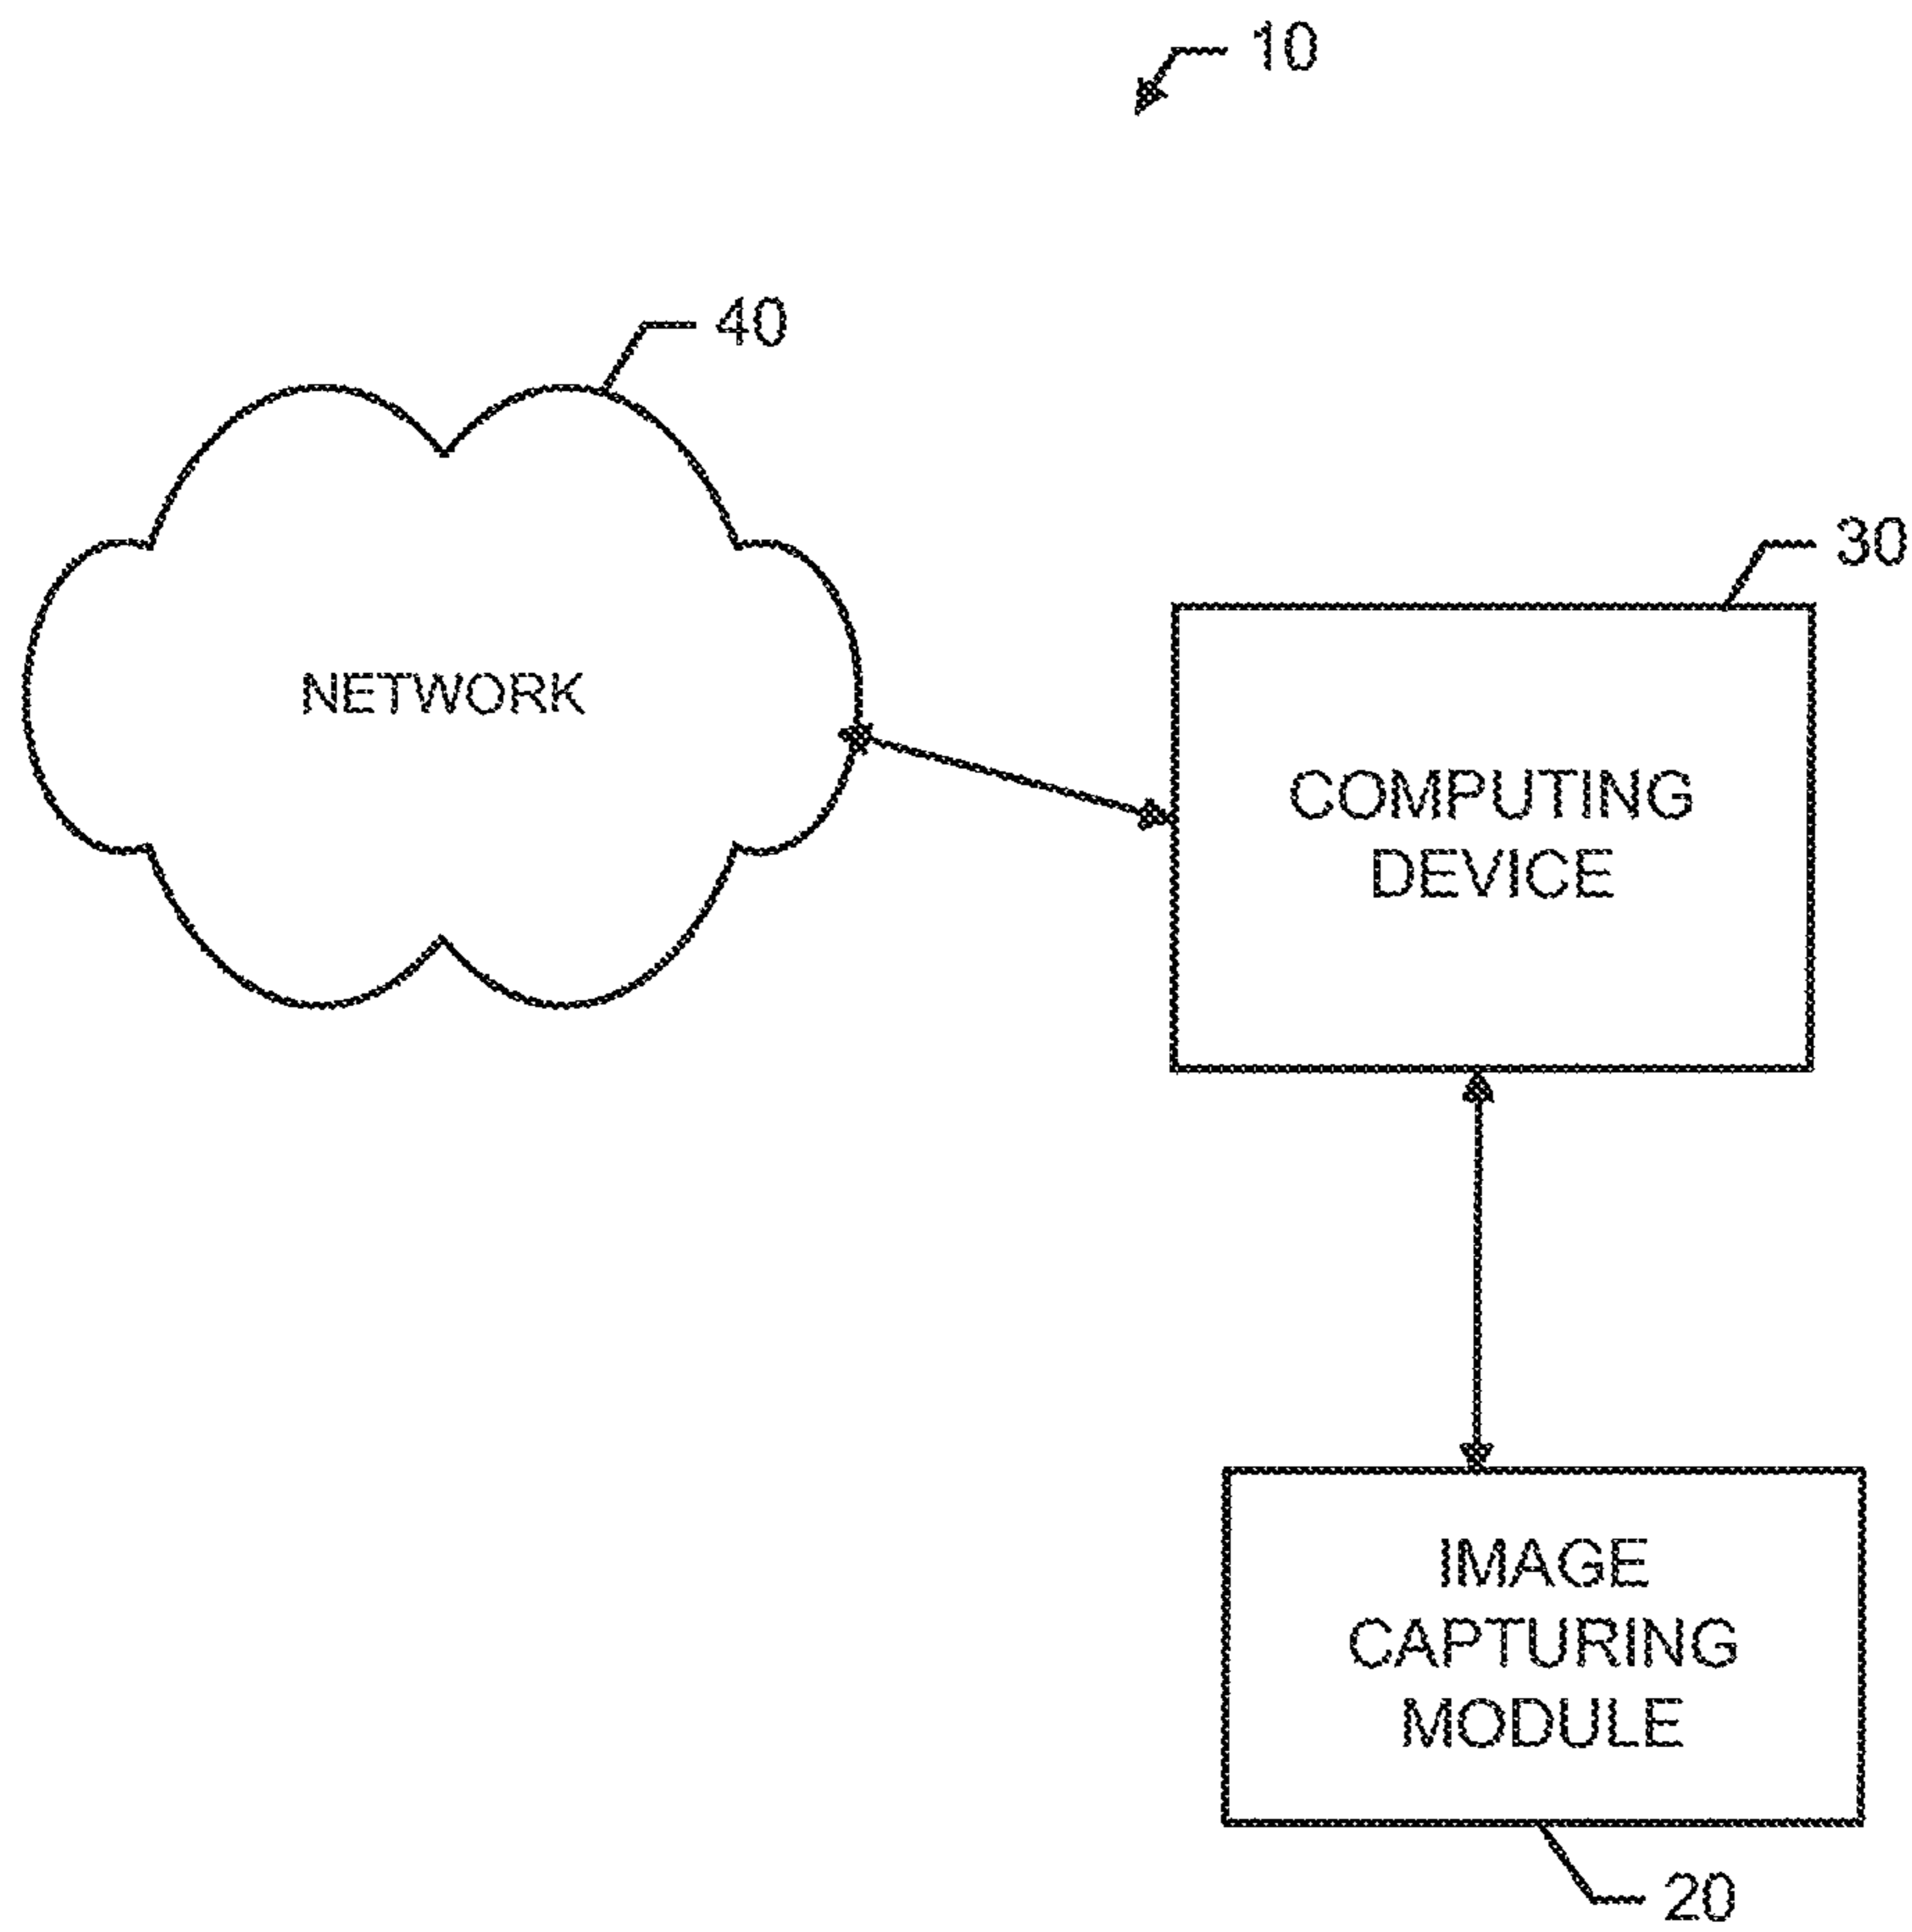 10
40
NETWORK
30
COMPUTING
DEVICE
IMAGE
CAPTURING
MODULE
20